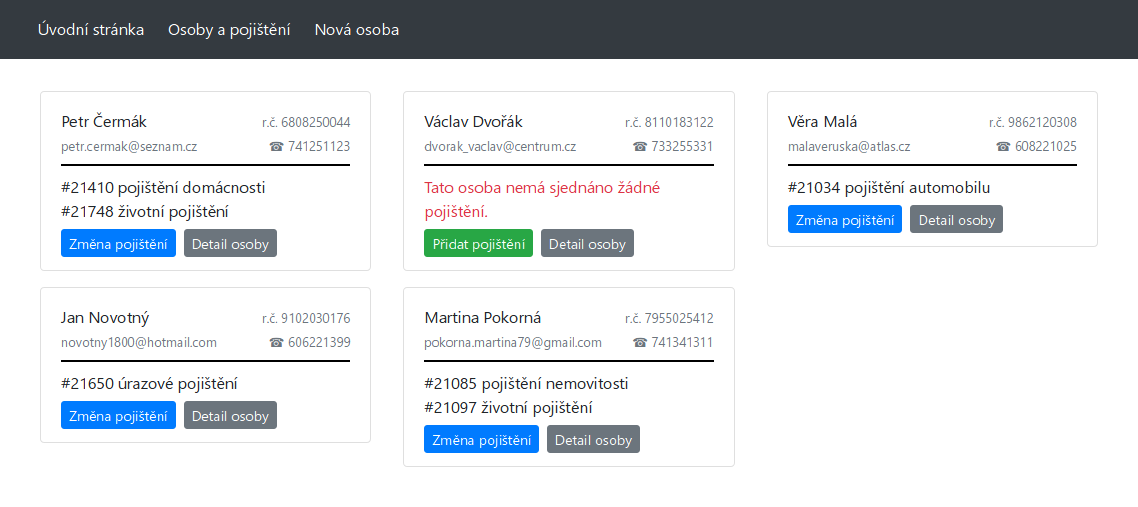 Úvodní stránka Osoby a pojištění Nová osoba
Petr Čermák r.č. 6808250044
petr.cermak@seznam.cz ☎ 741251123
#21410 pojištění domácnosti
#21748 životní pojištění
Změna pojištění Detail osoby
Václav Dvořák r.č. 8110183122
dvorak_vaclav@centrum.cz ☎ 733255331
Tato osoba nemá sjednáno žádné
pojištění.
Přidat pojištění Detail osoby
Věra Malá r.č. 9862120308
malaveruska@atlas.cz ☎ 608221025
#21034 pojištění automobilu
Změna pojištění Detail osoby
Jan Novotný r.č. 9102030176
novotny1800@hotmail.com ☎ 606221399
#21650 úrazové pojištění
Změna pojištění Detail osoby
Martina Pokorná r.č. 7955025412
pokorna.martina79@gmail.com ☎ 741341311
#21085 pojištění nemovitosti
#21097 životní pojištění
Změna pojištění Detail osoby